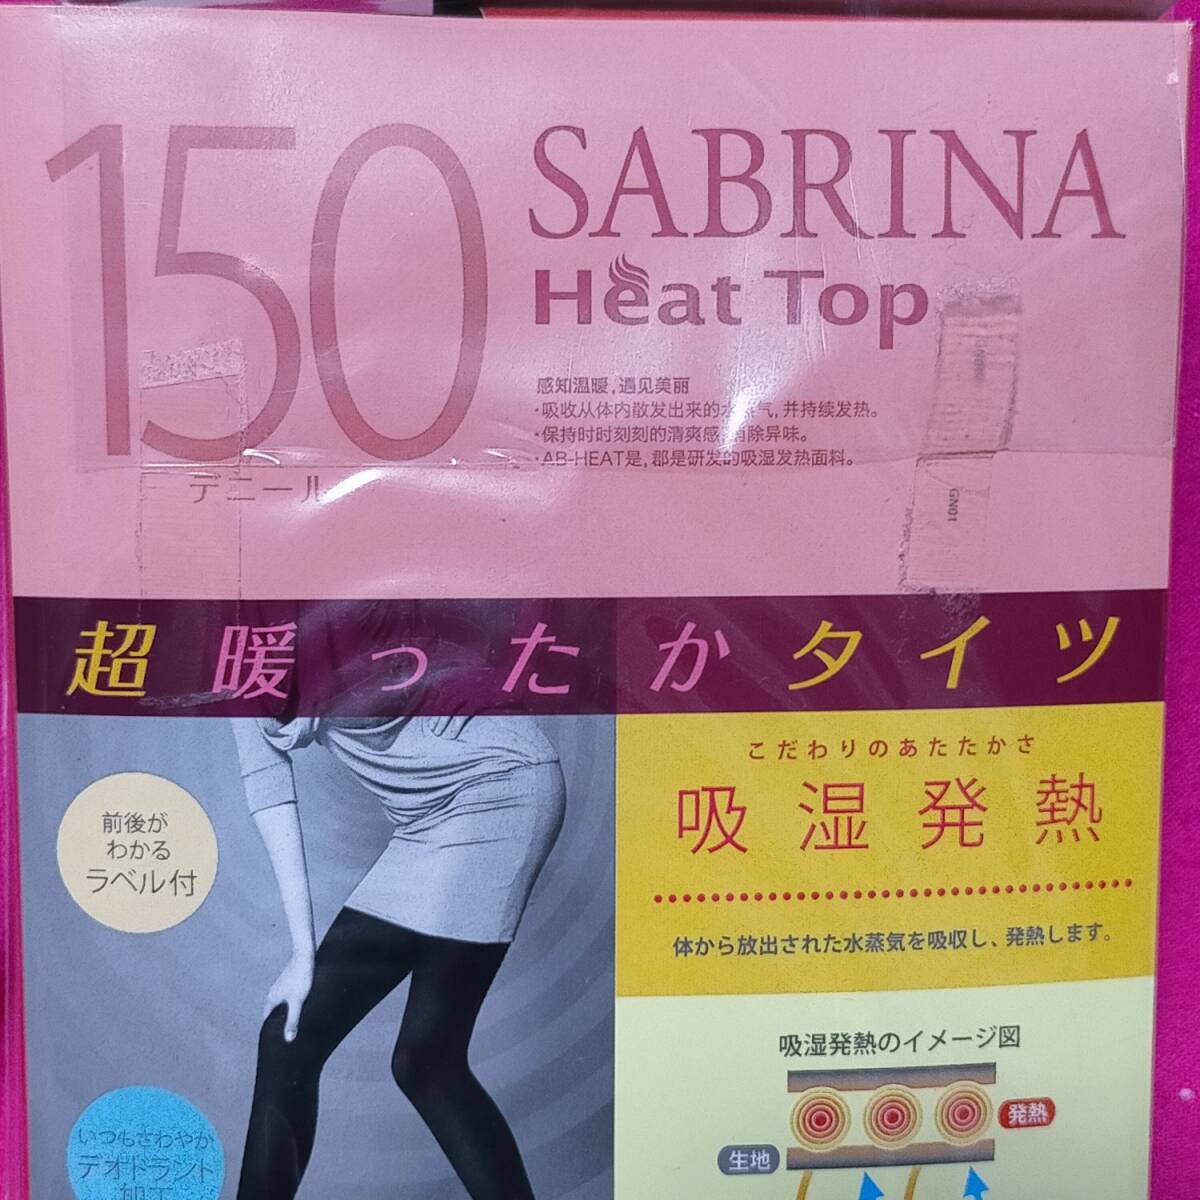 150
デニール
SABRINA
Heat Top
感知温暖,遇见美丽
·吸收从体内散发出来的水蒸气,并持续发热。
·保持时时刻刻的清爽感,消除异味。
·AB-HEAT是,郡是研发的吸湿发热面料。
GN01
超暖ったかタイツ
前後が
わかる
ラベル付
こだわりのあたたかさ
吸湿発熱
体から放出された水蒸気を吸収し、発熱します。
吸湿発熱のイメージ図
発熱
生地
いつもさわやか
デオドラント
加工